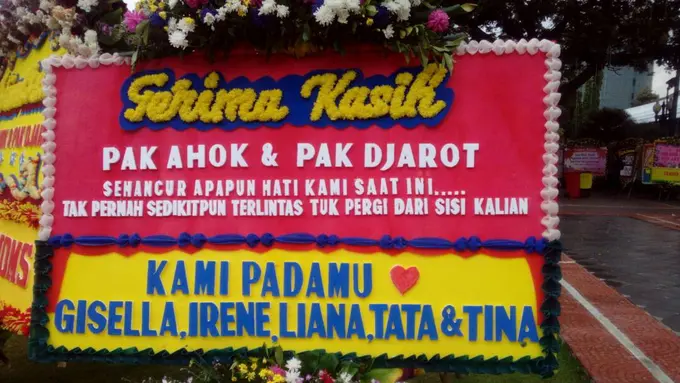 Terima Kasih
PAK AHOK & PAK DJAROT
SEHANCUR APAPUN HATI KAMI SAAT INI.....
TAK PERNAH SEDIKITPUN TERLINTAS TUK PERGI DARI SISI KALIAN
KAMI PADAMU ❤
GISELLA, IRENE, LIANA, TATA & TINA